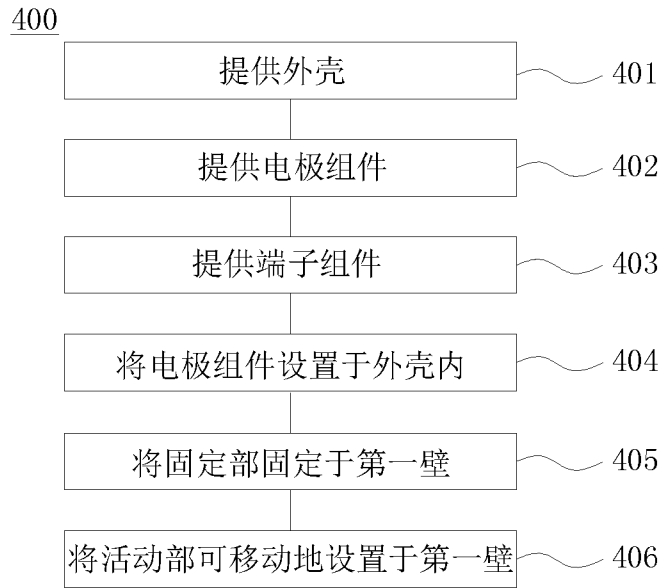 400
提供外壳 401
提供电极组件 402
提供端子组件 403
将电极组件设置于外壳内 404
将固定部固定于第一壁 405
将活动部可移动地设置于第一壁 406